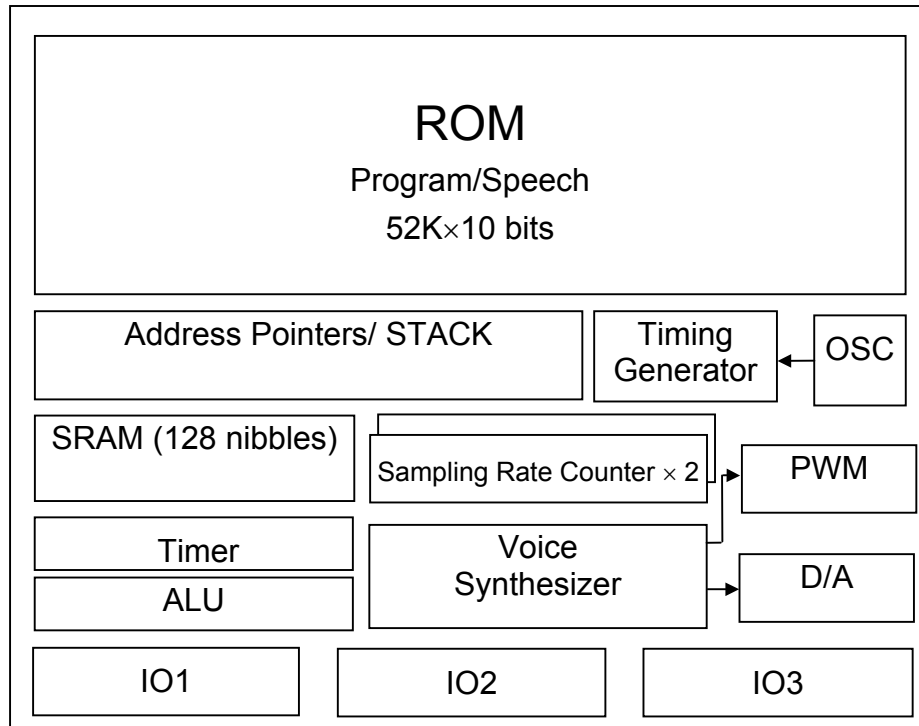 ROM
Program/Speech
52K×10 bits
Address Pointers/ STACK
Timing
Generator
OSC
SRAM (128 nibbles)
Sampling Rate Counter × 2
PWM
Timer
Voice
Synthesizer
D/A
ALU
IO1
IO2
IO3